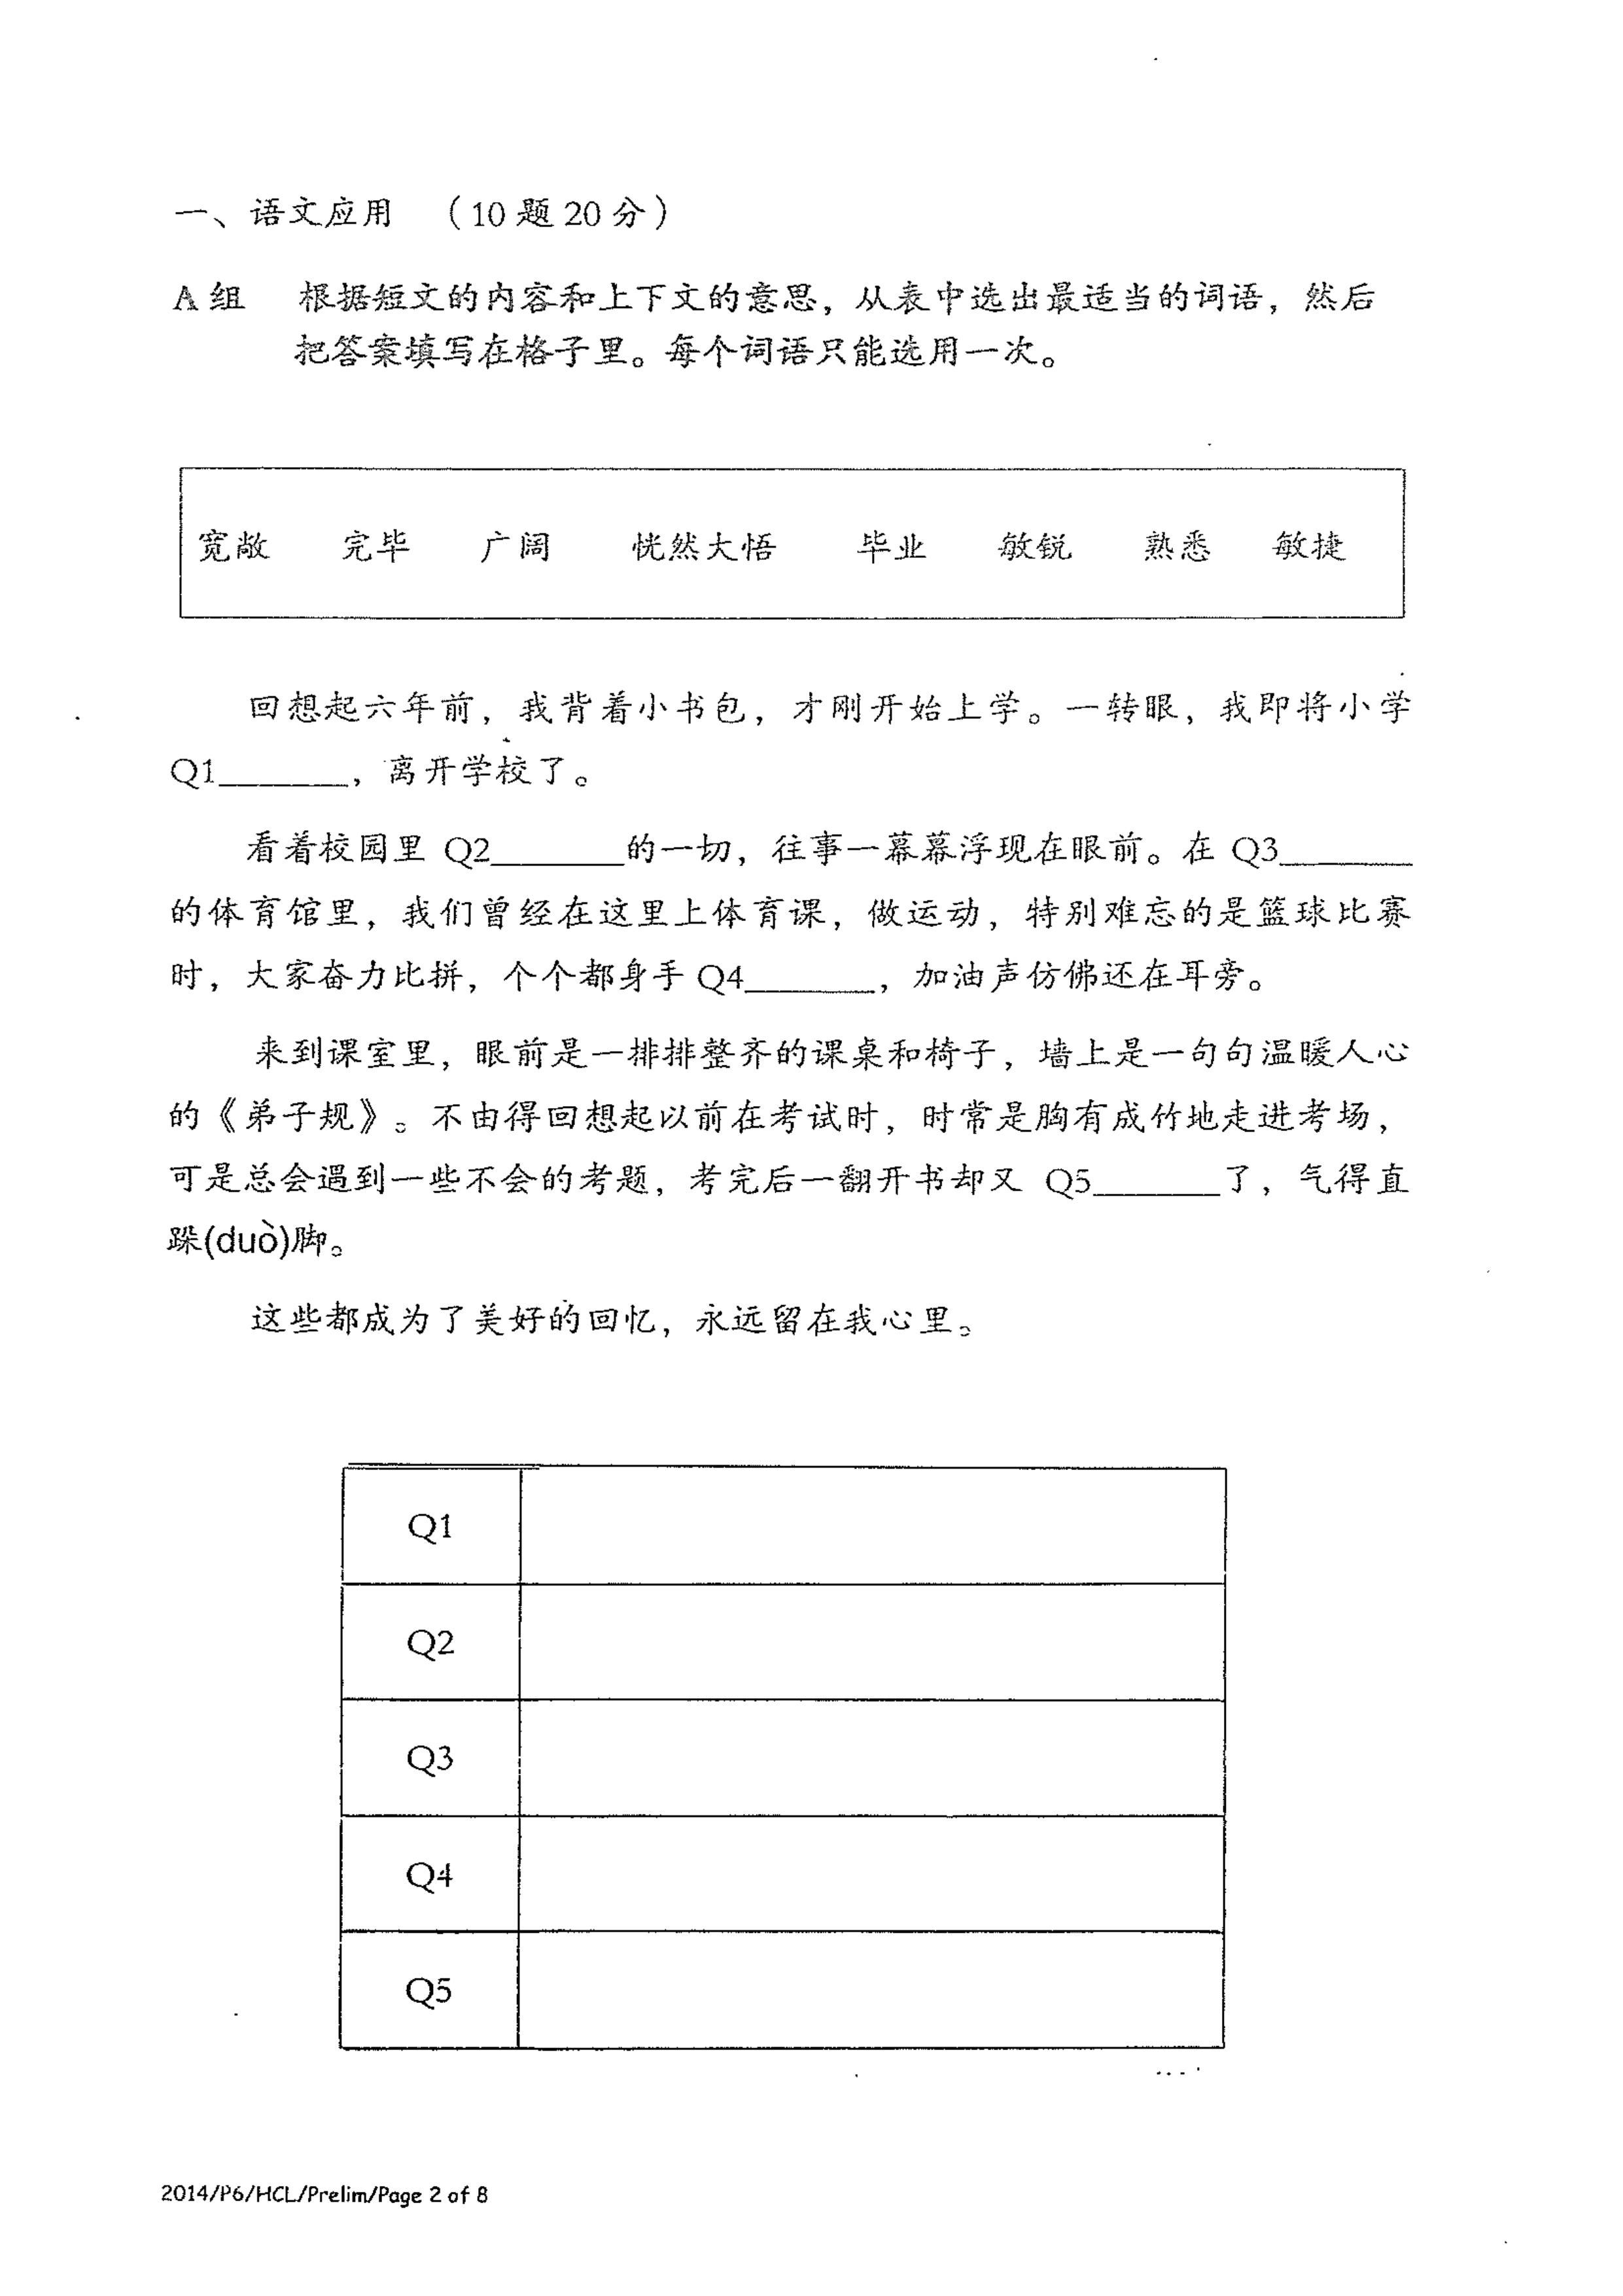 一、语文应用 （10 题 20 分）
A 组 根据短文的内容和上下文的意思，从表中选出最适当的词语，然后
把答案填写在格子里。每个词语只能选用一次。
宽敞 完毕 广阔 恍然大悟 毕业 敏锐 熟悉 敏捷
回想起六年前，我背着小书包，才刚开始上学。一转眼，我即将小学
Q1_______，离开学校了。
看着校园里 Q2_______的一切，往事一幕幕浮现在眼前。在 Q3_______
的体育馆里，我们曾经在这里上体育课，做运动，特别难忘的是篮球比赛
时，大家奋力比拼，个个都身手 Q4_______，加油声仿佛还在耳旁。
来到课室里，眼前是一排排整齐的课桌和椅子，墙上是一句句温暖人心
的《弟子规》。不由得回想起以前在考试时，时常是胸有成竹地走进考场，
可是总会遇到一些不会的考题，考完后一翻开书却又 Q5_______了，气得直
跺(duò)脚。
这些都成为了美好的回忆，永远留在我心里。
Q1
Q2
Q3
Q4
Q5
2014/P6/HCL/Prelim/Page 2 of 8